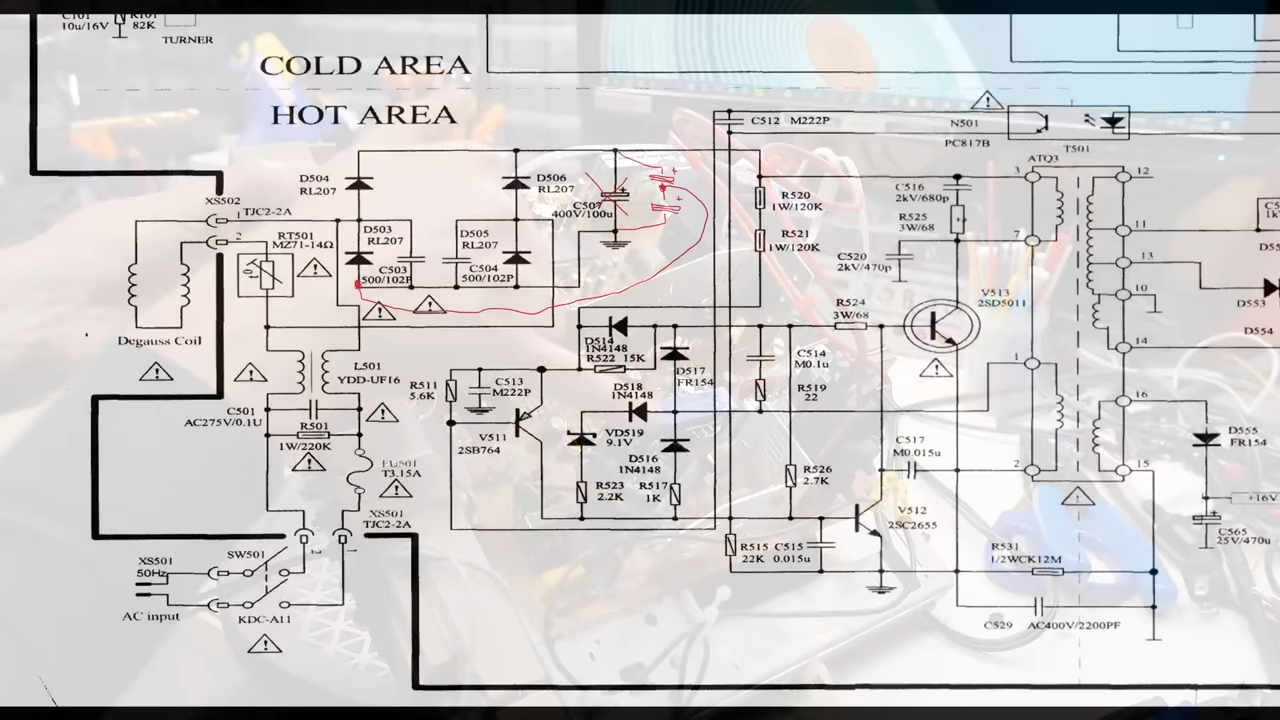 10u/16V
82K
TURNER
COLD AREA
HOT AREA
C512 M222P
N501
PC817B
T501
ATQ3
D504
RL207
D506
RL207
+
C507
400V/100u
+
+
XS502
1
TJC2-2A
2
RT501
MZ71-14Ω
D503
RL207
D505
RL207
C503
500/102P
C504
500/102P
R520
1W/120K
R521
1W/120K
C516
2kV/680p
R525
3W/68
C520
2kV/470p
3
12
7
11
13
10
14
1
16
2
15
V513
2SD5011
R524
3W/68
D553
D554
Degauss Coil
L501
YDD-UF16
D514
1N4148
R522 15K
D517
FR154
C514
M0.1u
R519
22
R511
5.6K
C513
M222P
D518
1N4148
C501
AC275V/0.1U
R501
1W/220K
FU501
T3.15A
V511
2SB764
VD519
9.1V
D516
1N4148
R523
2.2K
R517
1K
C517
M0.015u
R526
2.7K
D555
FR154
+16V
+
C565
25V/470u
V512
2SC2655
XS501
TJC2-2A
2
1
R515
22K
C515
0.015u
R531
1/2WCK12M
XS501
50Hz
SW501
AC input
KDC-A11
C529 AC400V/2200PF